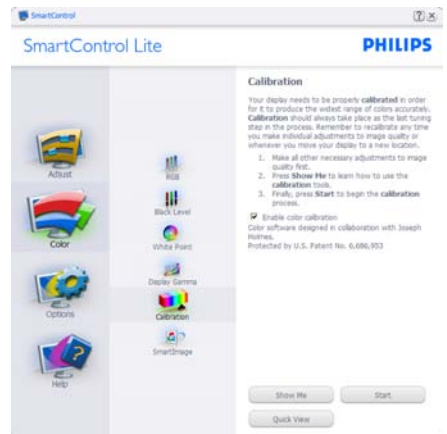 SmartControl
SmartControl Lite
PHILIPS
Adjust
Color
Options
Help
RGB
Black Level
White Point
Display Gamma
Calibration
SmartImage
Calibration
Your display needs to be properly calibrated in order
for it to produce the widest range of colors accurately.
Calibration should always take place as the last tuning
step in the process. Remember to recalibrate any time
you make individual adjustments to image quality or
whenever you move your display to a new location.
1. Make all other necessary adjustments to image
quality first.
2. Press Show Me to learn how to use the
calibration tools.
3. Finally, press Start to begin the calibration
process.
Enable color calibration
Color software designed in collaboration with Joseph
Holmes.
Protected by U.S. Patent No. 6,686,953
Show Me
Start
Quick View